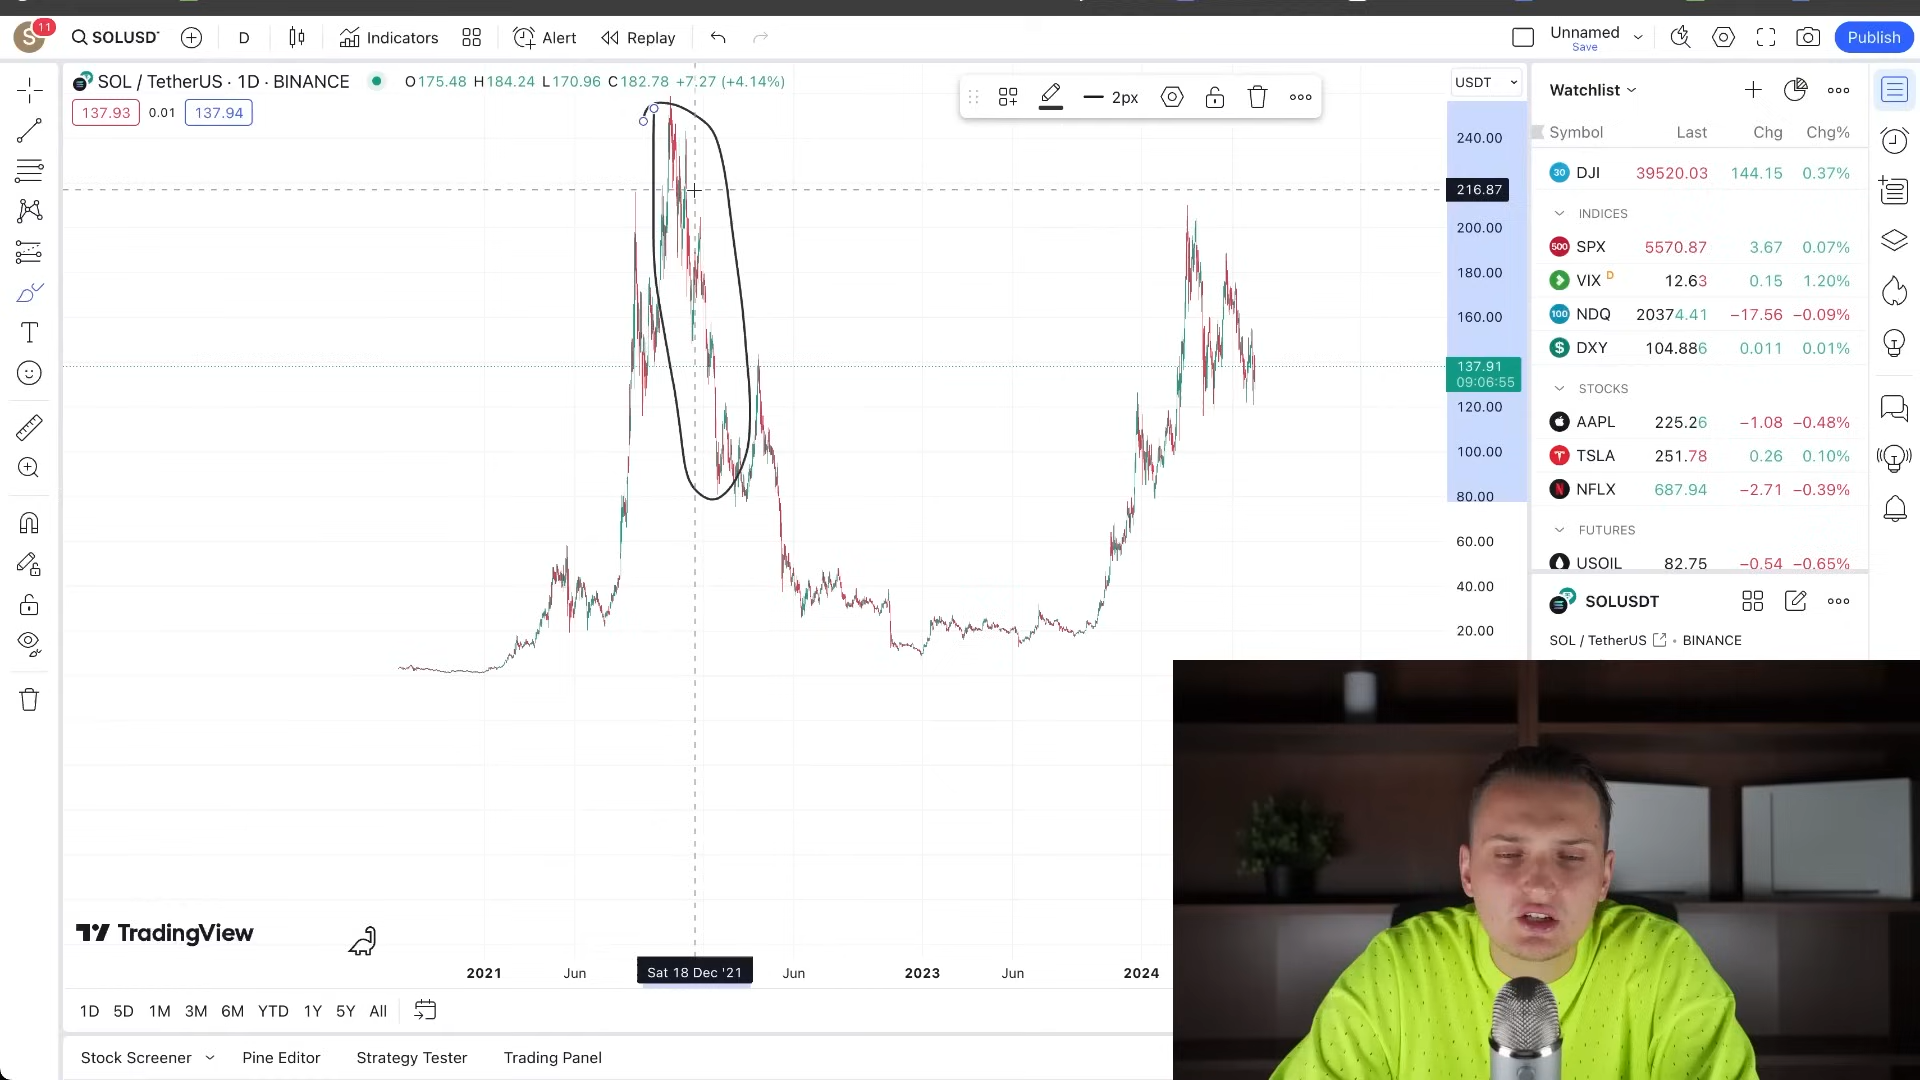 S 11 SOLUSDT D Indicators Alert Replay Unnamed Save Publish
SOL / TetherUS · 1D · BINANCE O175.48 H184.24 L170.96 C182.78 +7.27 (+4.14%)
137.93 0.01 137.94
2px
USDT
240.00
216.87
200.00
180.00
160.00
137.91
09:06:55
120.00
100.00
80.00
60.00
40.00
20.00
Watchlist
Symbol Last Chg Chg%
30 DJI 39520.03 144.15 0.37%
INDICES
500 SPX 5570.87 3.67 0.07%
VIX D 12.63 0.15 1.20%
100 NDQ 20374.41 −17.56 −0.09%
$ DXY 104.886 0.011 0.01%
STOCKS
AAPL 225.26 −1.08 −0.48%
TSLA 251.78 0.26 0.10%
N NFLX 687.94 −2.71 −0.39%
FUTURES
USOIL 82.75 −0.54 −0.65%
SOLUSDT
SOL / TetherUS • BINANCE
TradingView
2021 Jun Sat 18 Dec '21 Jun 2023 Jun 2024
1D 5D 1M 3M 6M YTD 1Y 5Y All
Stock Screener Pine Editor Strategy Tester Trading Panel